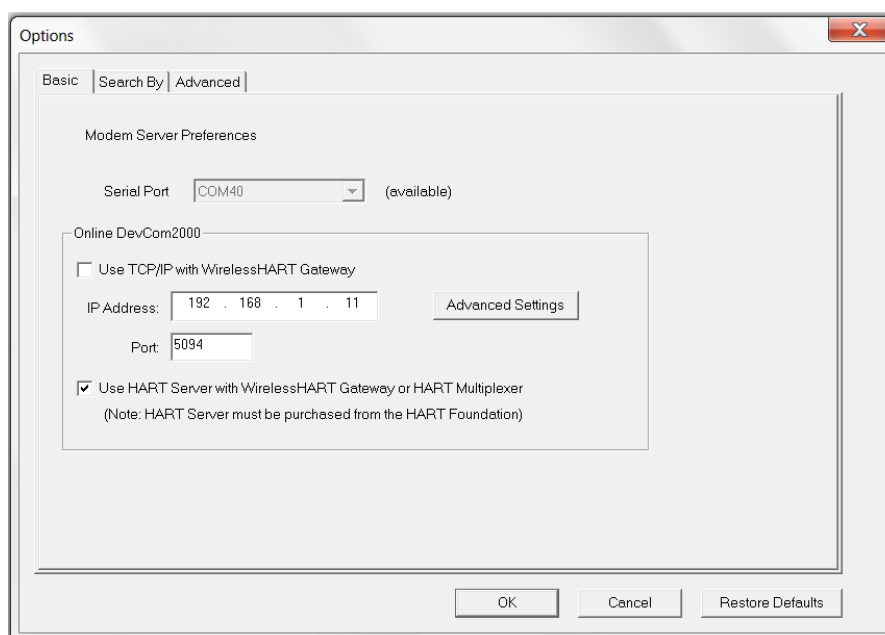 Options
Basic Search By Advanced
Modem Server Preferences
Serial Port COM40 (available)
Online DevCom2000
Use TCP/IP with WirelessHART Gateway
IP Address: 192 . 168 . 1 . 11 Advanced Settings
Port: 5094
Use HART Server with WirelessHART Gateway or HART Multiplexer
(Note: HART Server must be purchased from the HART Foundation)
OK Cancel Restore Defaults